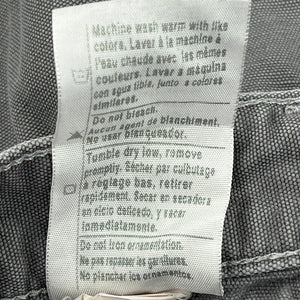 Machine wash warm with like
colors. Laver à la machine à
l'eau chaude avec les mêmes
couleurs. Lavar a máquina
con agua tibia, junto a colores
similares.
Do not bleach.
Aucun agent de blanchiment.
No usar blanqueador.
Tumble dry low, remove
promptly. Sécher par culbutage
à réglage bas, retirer
rapidement. Secar en secadora
en ciclo delicado, y sacar
inmediatamente.
Do not iron ornamentation.
Ne pas repasser les garnitures.
No planchar los ornamentos.